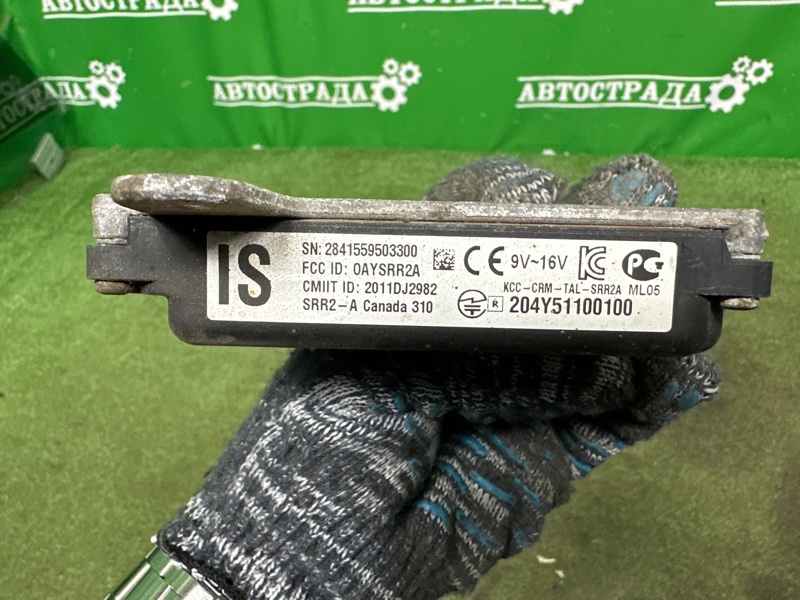 АВТОСТРАДА
АВТОСТРАДА
АВТОСТРАДА
АВТОСТРАДА
IS
SN: 2841559503300
FCC ID: OAYSRR2A
CMIIT ID: 2011DJ2982
SRR2-A Canada 310
CE 9V~16V
KCC-CRM-TAL-SRR2A ML05
R 204Y51100100